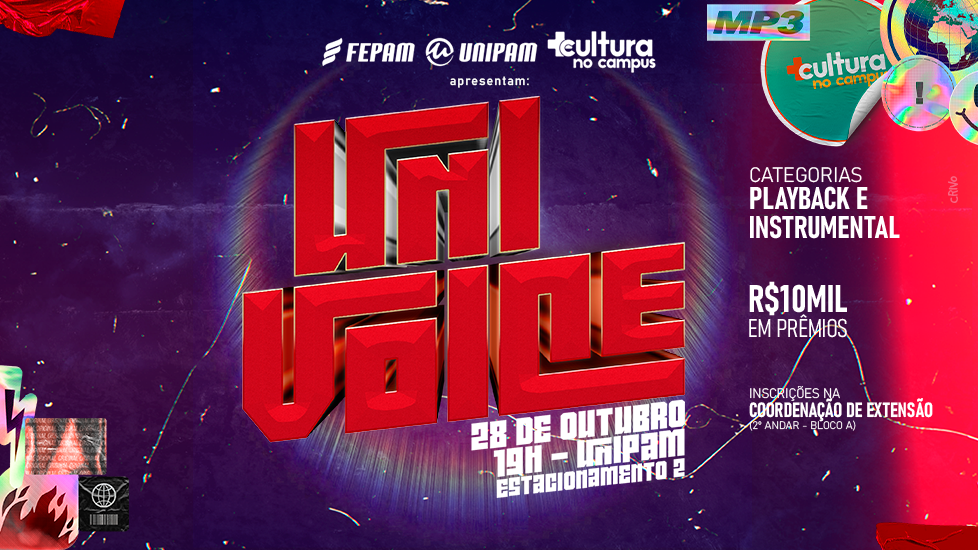 MP3
FEPAM UNIPAM +cultura
no campus
apresentam:
+cultura
no campus
!
UNI
VOICE
CATEGORIAS
PLAYBACK E
INSTRUMENTAL
R$10MIL
EM PRÊMIOS
INSCRIÇÕES NA
COORDENAÇÃO DE EXTENSÃO
(2º ANDAR - BLOCO A)
28 DE OUTUBRO
19H - UNIPAM
ESTACIONAMENTO 2
cRIVo